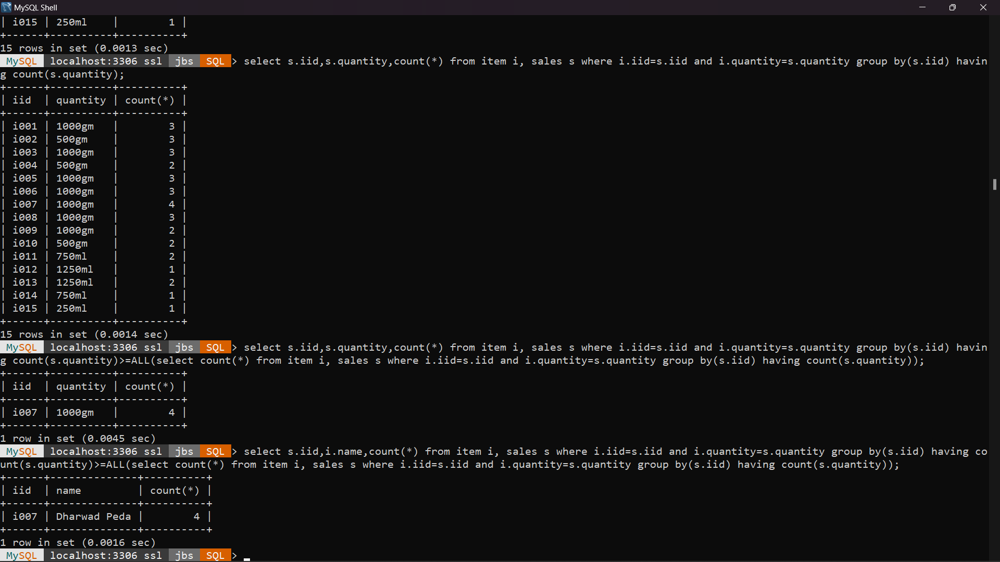 MySQL Shell
| i015 | 250ml    |        1 |
+------+----------+----------+
15 rows in set (0.0013 sec)
MySQL  localhost:3306 ssl  jbs  SQL > select s.iid,s.quantity,count(*) from item i, sales s where i.iid=s.iid and i.quantity=s.quantity group by(s.iid) havin
g count(s.quantity);
+------+----------+----------+
| iid  | quantity | count(*) |
+------+----------+----------+
| i001 | 1000gm   |        3 |
| i002 | 500gm    |        3 |
| i003 | 1000gm   |        3 |
| i004 | 500gm    |        2 |
| i005 | 1000gm   |        3 |
| i006 | 1000gm   |        3 |
| i007 | 1000gm   |        4 |
| i008 | 1000gm   |        3 |
| i009 | 1000gm   |        2 |
| i010 | 500gm    |        2 |
| i011 | 750ml    |        2 |
| i012 | 1250ml   |        1 |
| i013 | 1250ml   |        2 |
| i014 | 750ml    |        1 |
| i015 | 250ml    |        1 |
+------+----------+----------+
15 rows in set (0.0014 sec)
MySQL  localhost:3306 ssl  jbs  SQL > select s.iid,s.quantity,count(*) from item i, sales s where i.iid=s.iid and i.quantity=s.quantity group by(s.iid) havin
g count(s.quantity)>=ALL(select count(*) from item i, sales s where i.iid=s.iid and i.quantity=s.quantity group by(s.iid) having count(s.quantity));
+------+----------+----------+
| iid  | quantity | count(*) |
+------+----------+----------+
| i007 | 1000gm   |        4 |
+------+----------+----------+
1 row in set (0.0045 sec)
MySQL  localhost:3306 ssl  jbs  SQL > select s.iid,i.name,count(*) from item i, sales s where i.iid=s.iid and i.quantity=s.quantity group by(s.iid) having co
unt(s.quantity)>=ALL(select count(*) from item i, sales s where i.iid=s.iid and i.quantity=s.quantity group by(s.iid) having count(s.quantity));
+------+--------------+----------+
| iid  | name         | count(*) |
+------+--------------+----------+
| i007 | Dharwad Peda |        4 |
+------+--------------+----------+
1 row in set (0.0016 sec)
MySQL  localhost:3306 ssl  jbs  SQL > _